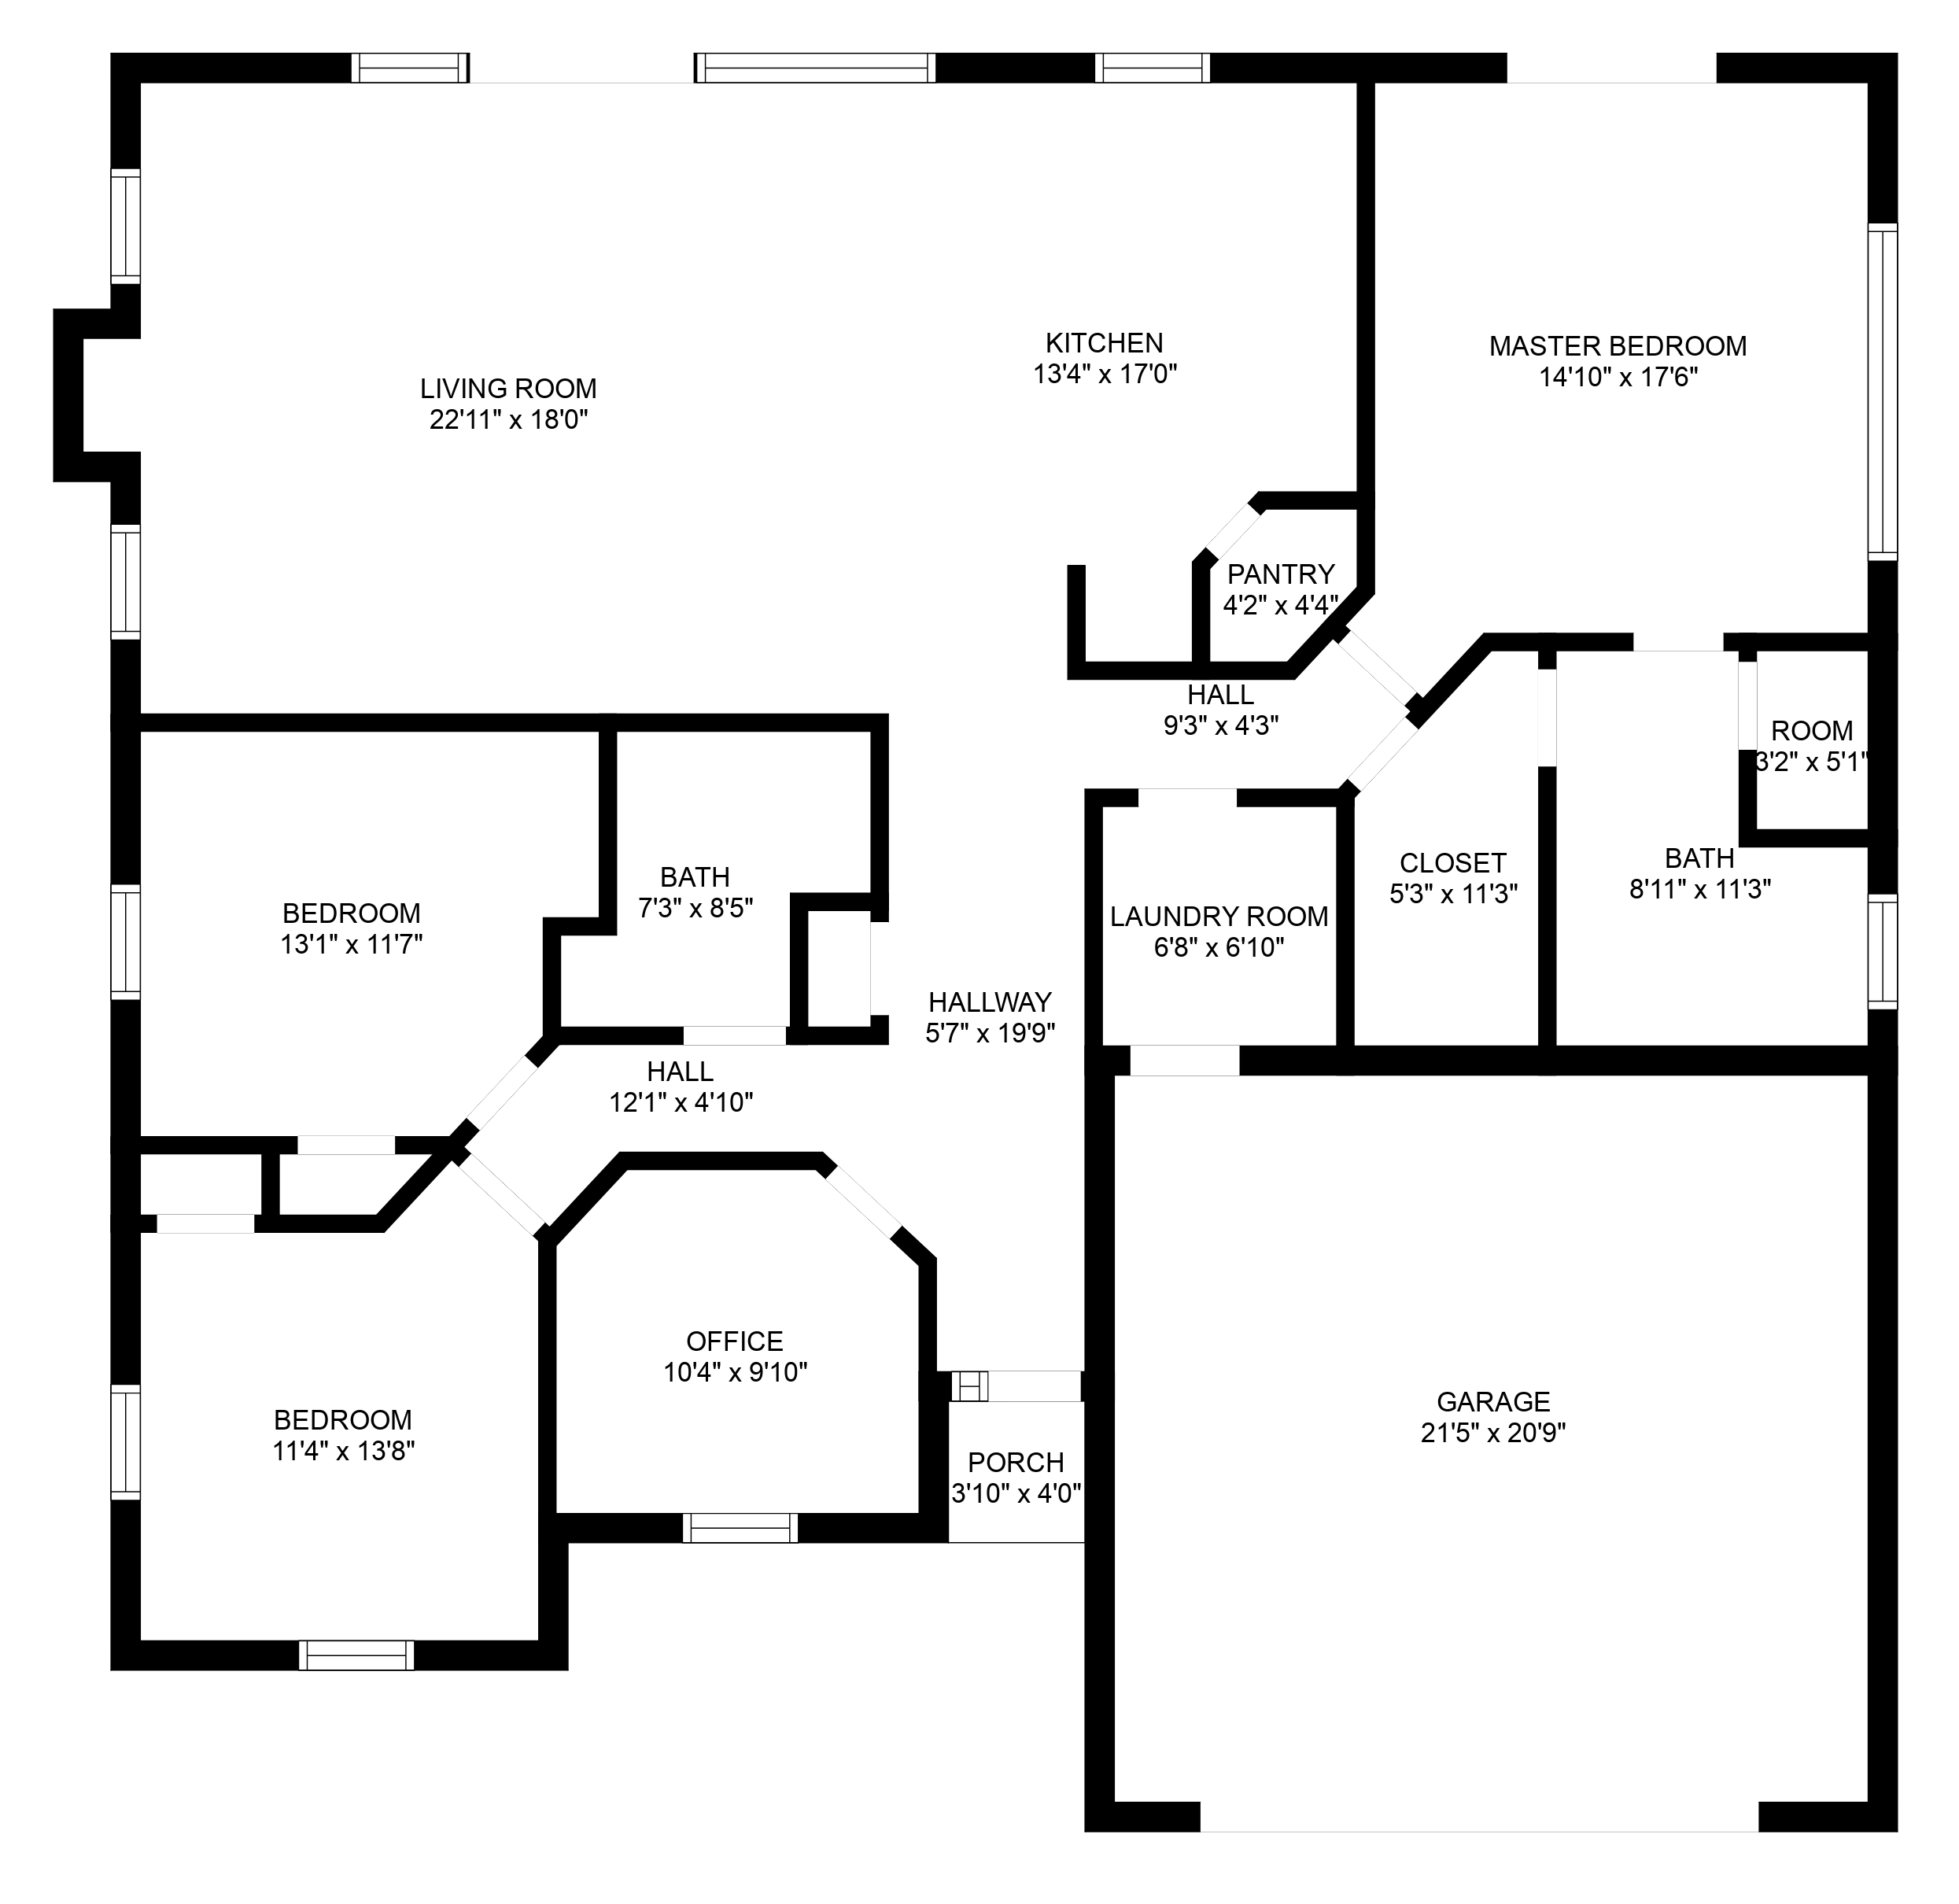 KITCHEN
13'4" x 17'0"
MASTER BEDROOM
14'10" x 17'6"
LIVING ROOM
22'11" x 18'0"
PANTRY
4'2" x 4'4"
HALL
9'3" x 4'3"
ROOM
3'2" x 5'1"
BATH
8'11" x 11'3"
CLOSET
5'3" x 11'3"
BATH
7'3" x 8'5"
BEDROOM
13'1" x 11'7"
LAUNDRY ROOM
6'8" x 6'10"
HALLWAY
5'7" x 19'9"
HALL
12'1" x 4'10"
OFFICE
10'4" x 9'10"
GARAGE
21'5" x 20'9"
BEDROOM
11'4" x 13'8"
PORCH
3'10" x 4'0"